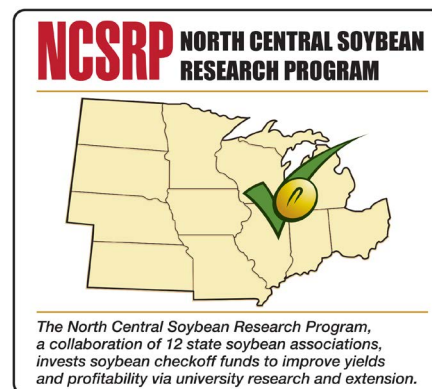 NCSRP NORTH CENTRAL SOYBEAN
RESEARCH PROGRAM
The North Central Soybean Research Program,
a collaboration of 12 state soybean associations,
invests soybean checkoff funds to improve yields
and profitability via university research and extension.